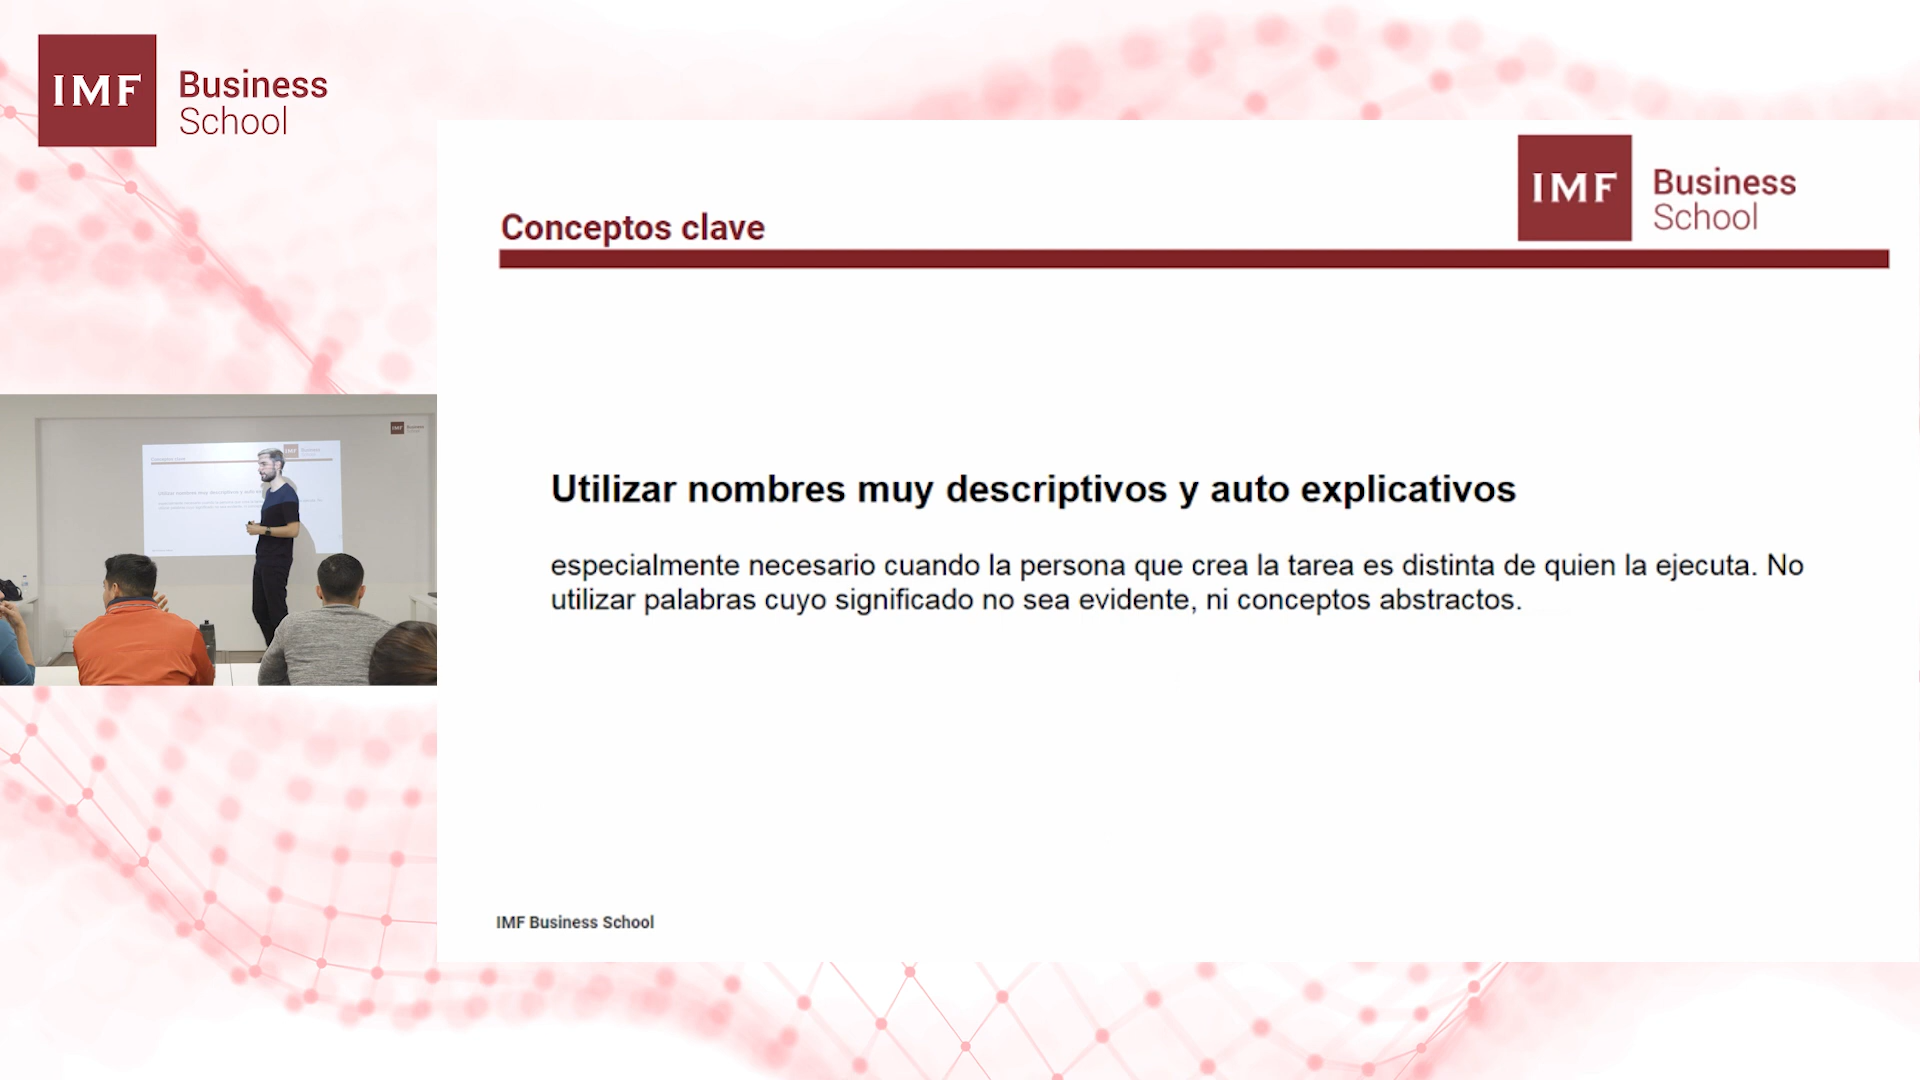 IMF Business
School
IMF Business
School
Conceptos clave
Utilizar nombres muy descriptivos y auto explicativos
especialmente necesario cuando la persona que crea la tarea es distinta de quien la ejecuta. No
utilizar palabras cuyo significado no sea evidente, ni conceptos abstractos.
IMF Business School